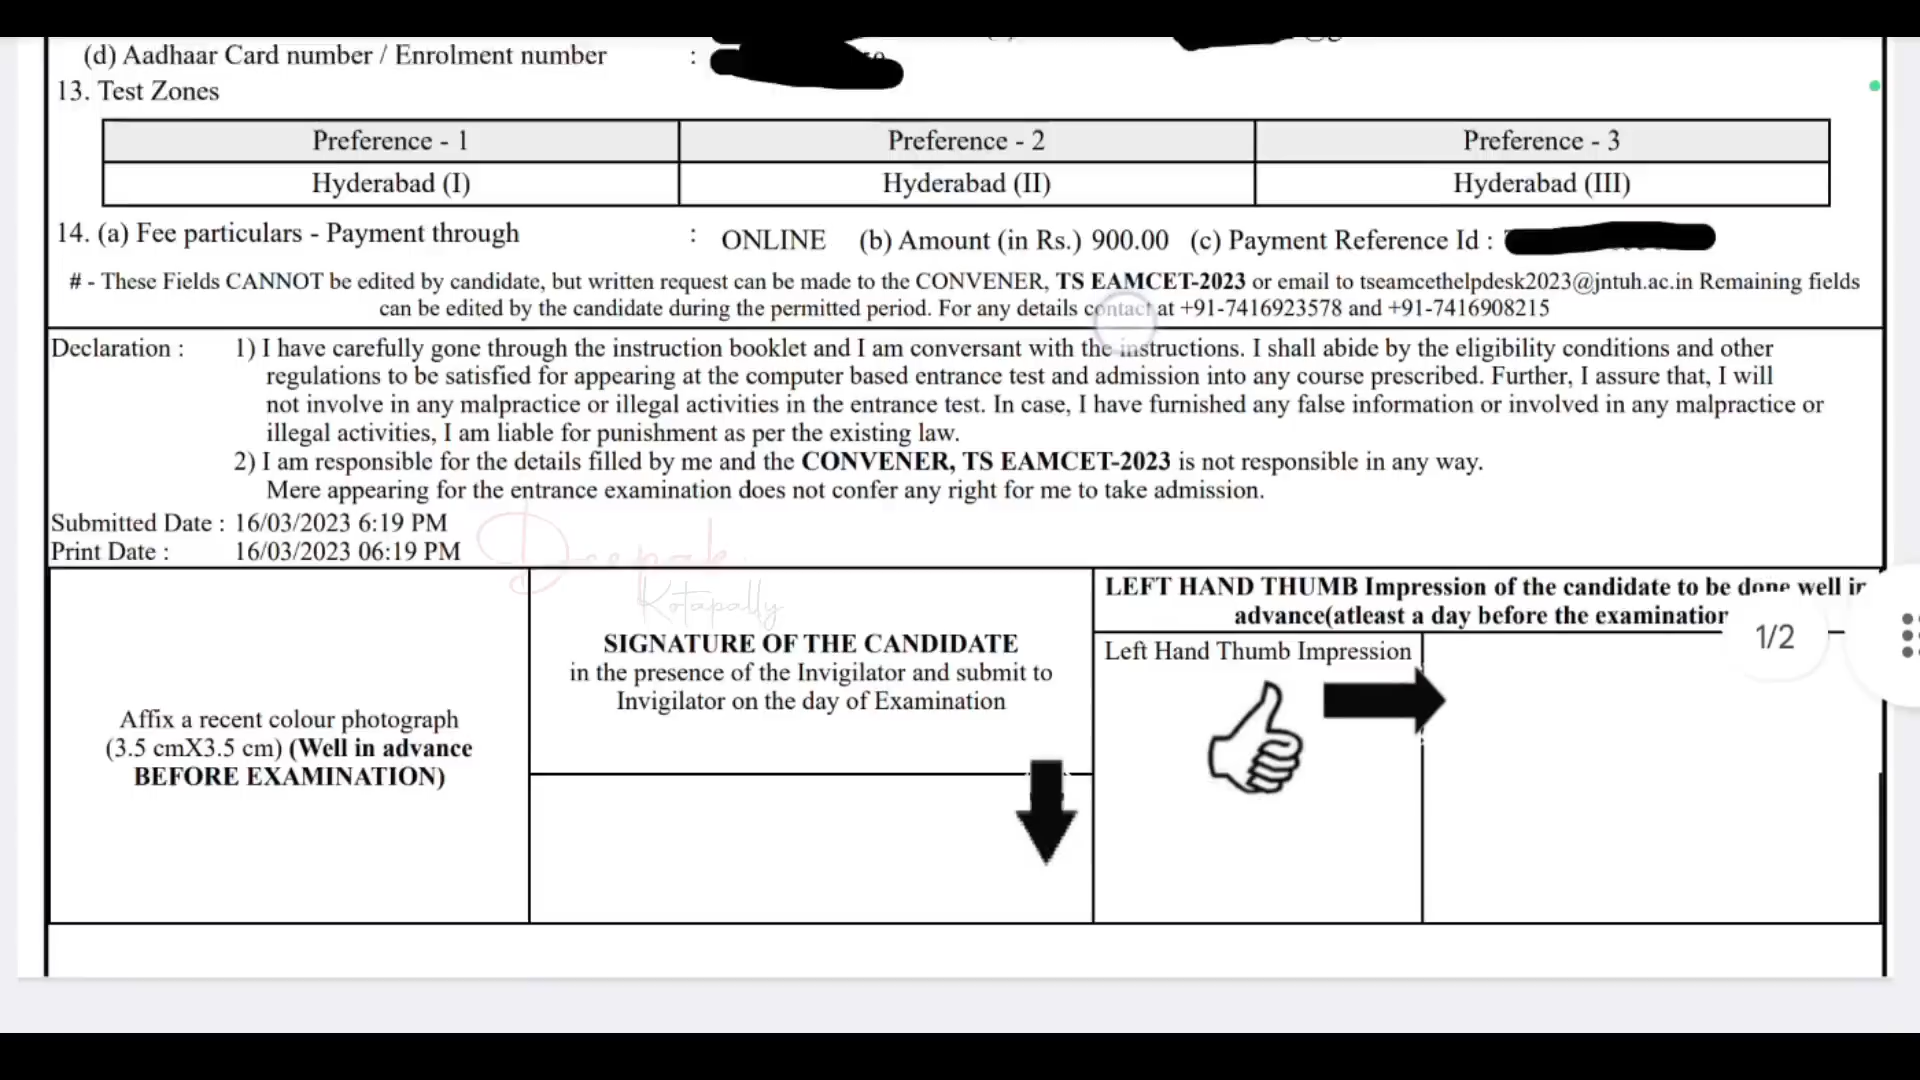 (d) Aadhaar Card number / Enrolment number :
13. Test Zones
Preference - 1 Preference - 2 Preference - 3
Hyderabad (I) Hyderabad (II) Hyderabad (III)
14. (a) Fee particulars - Payment through : ONLINE (b) Amount (in Rs.) 900.00 (c) Payment Reference Id :
# - These Fields CANNOT be edited by candidate, but written request can be made to the CONVENER, TS EAMCET-2023 or email to tseamcethelpdesk2023@jntuh.ac.in Remaining fields
can be edited by the candidate during the permitted period. For any details contact at +91-7416923578 and +91-7416908215
Declaration : 1) I have carefully gone through the instruction booklet and I am conversant with the instructions. I shall abide by the eligibility conditions and other
regulations to be satisfied for appearing at the computer based entrance test and admission into any course prescribed. Further, I assure that, I will
not involve in any malpractice or illegal activities in the entrance test. In case, I have furnished any false information or involved in any malpractice or
illegal activities, I am liable for punishment as per the existing law.
2) I am responsible for the details filled by me and the CONVENER, TS EAMCET-2023 is not responsible in any way.
Mere appearing for the entrance examination does not confer any right for me to take admission.
Submitted Date : 16/03/2023 6:19 PM
Print Date : 16/03/2023 06:19 PM
Deepak
Kotapally
Affix a recent colour photograph
(3.5 cmX3.5 cm) (Well in advance
BEFORE EXAMINATION)
SIGNATURE OF THE CANDIDATE
in the presence of the Invigilator and submit to
Invigilator on the day of Examination
LEFT HAND THUMB Impression of the candidate to be done well in
advance(atleast a day before the examination
Left Hand Thumb Impression
1/2